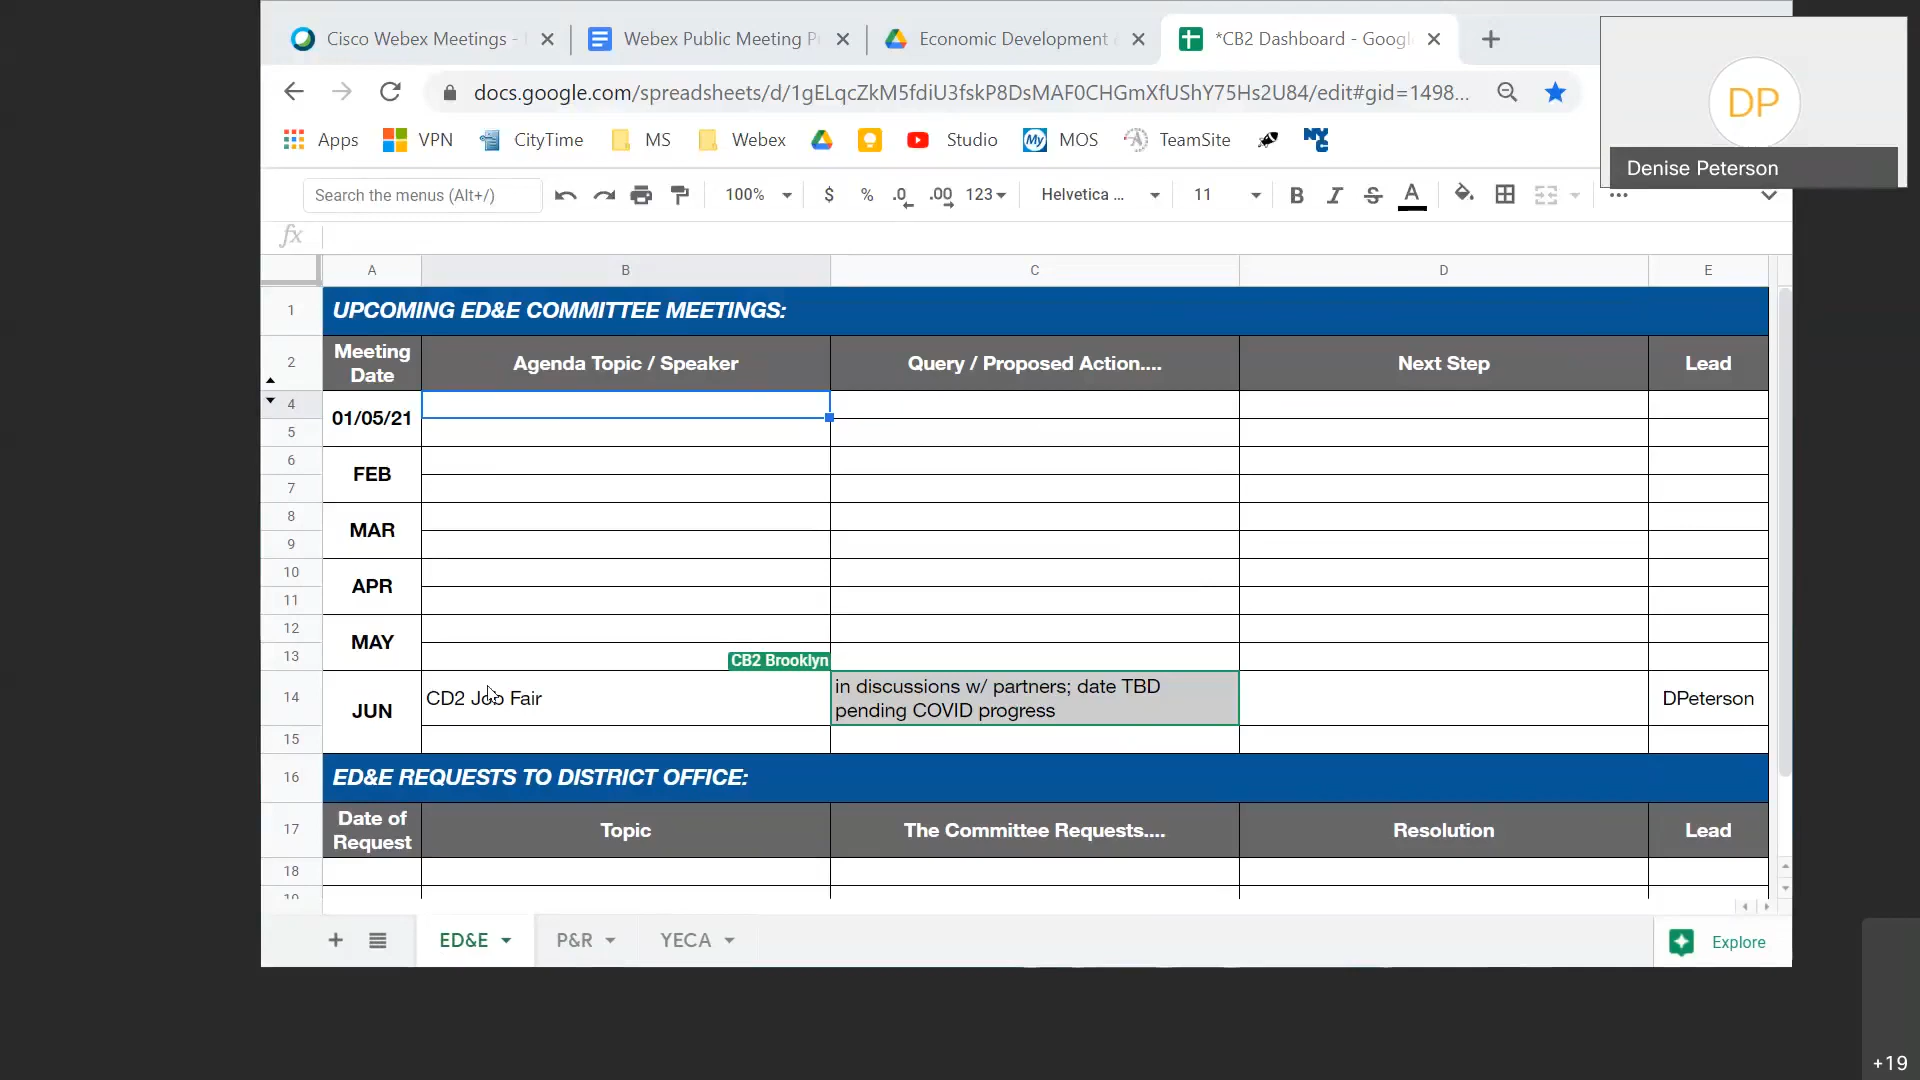 Cisco Webex Meetings -
Webex Public Meeting P
Economic Development
*CB2 Dashboard - Googl
DP
Denise Peterson
docs.google.com/spreadsheets/d/1gELqcZkM5fdiU3fskP8DsMAF0CHGmXfUShY75Hs2U84/edit#gid=1498...
Apps
VPN
CityTime
MS
Webex
Studio
My
MOS
TeamSite
NYC
Search the menus (Alt+/)
100%
$
%
.0
.00
123
Helvetica ...
11
B
I
S
A
fx
A
B
C
D
E
1
UPCOMING ED&E COMMITTEE MEETINGS:
2
Meeting
Date
Agenda Topic / Speaker
Query / Proposed Action....
Next Step
Lead
4
01/05/21
5
6
FEB
7
8
MAR
9
10
APR
11
12
MAY
13
CB2 Brooklyn
14
JUN
CD2 Job Fair
in discussions w/ partners; date TBD
pending COVID progress
DPeterson
15
16
ED&E REQUESTS TO DISTRICT OFFICE:
17
Date of
Request
Topic
The Committee Requests....
Resolution
Lead
18
19
ED&E
P&R
YECA
Explore
+19